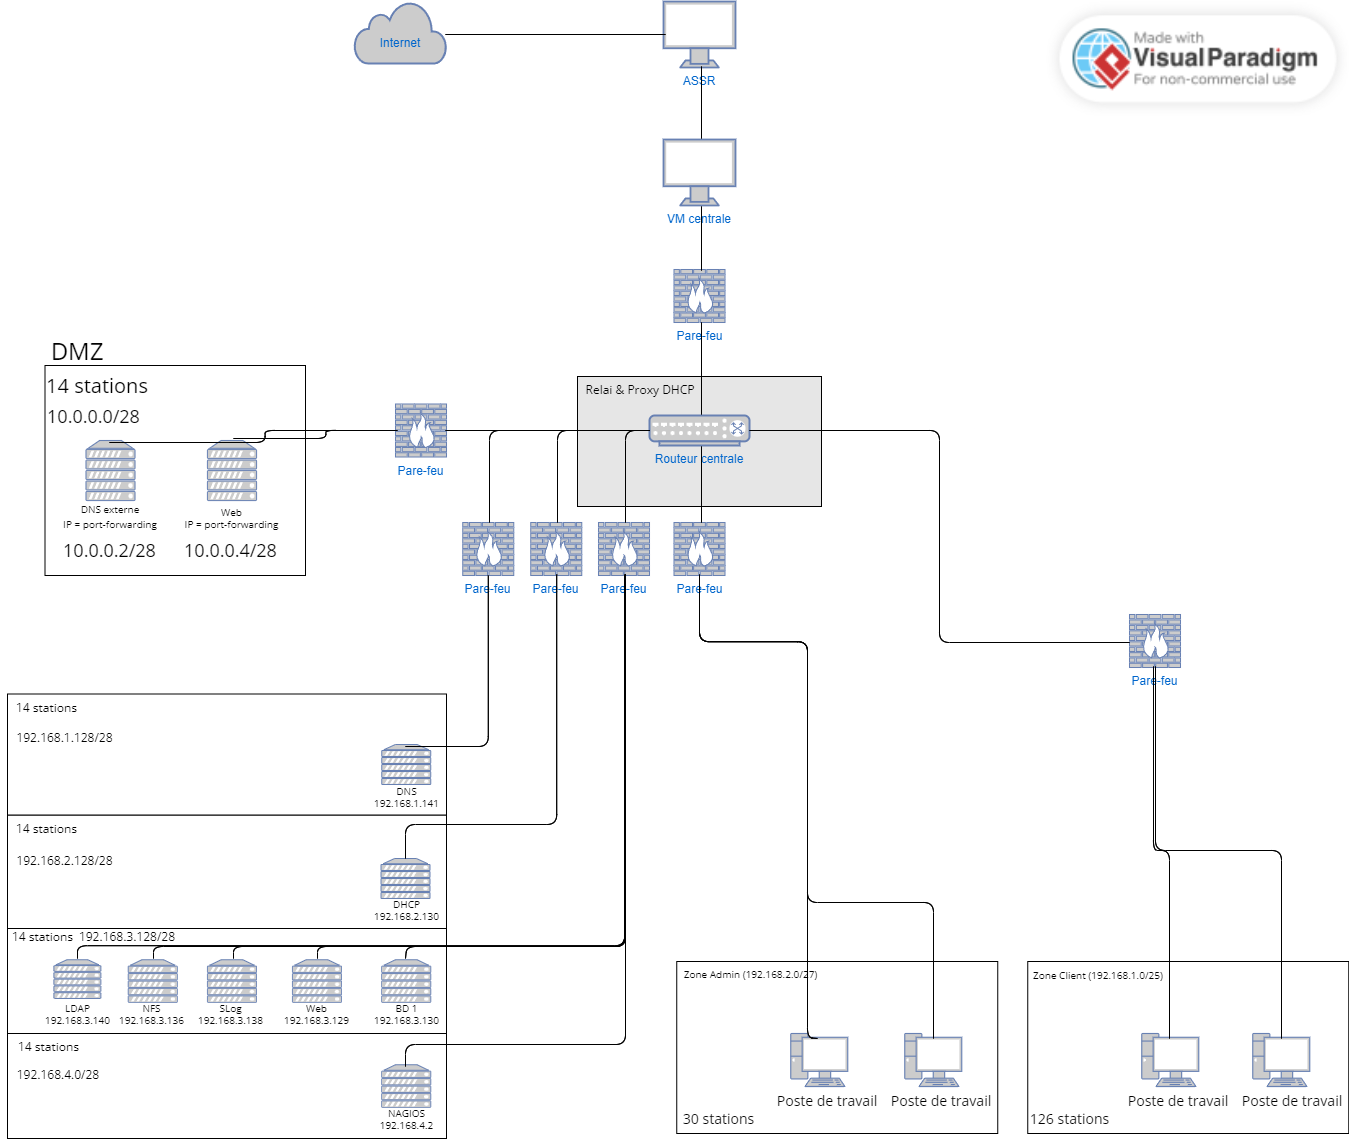 Internet
ASSR
Made with
Visual Paradigm
For non-commercial use
VM centrale
Pare-feu
DMZ
14 stations
10.0.0.0/28
DNS externe
IP = port-forwarding
10.0.0.2/28
Web
IP = port-forwarding
10.0.0.4/28
Pare-feu
Relai & Proxy DHCP
Routeur centrale
Pare-feu
Pare-feu
Pare-feu
Pare-feu
Pare-feu
14 stations
192.168.1.128/28
DNS
192.168.1.141
14 stations
192.168.2.128/28
DHCP
192.168.2.130
14 stations 192.168.3.128/28
LDAP
192.168.3.140
NFS
192.168.3.136
SLog
192.168.3.138
Web
192.168.3.129
BD 1
192.168.3.130
14 stations
192.168.4.0/28
NAGIOS
192.168.4.2
Zone Admin (192.168.2.0/27)
Poste de travail
Poste de travail
30 stations
Zone Client (192.168.1.0/25)
Poste de travail
Poste de travail
126 stations